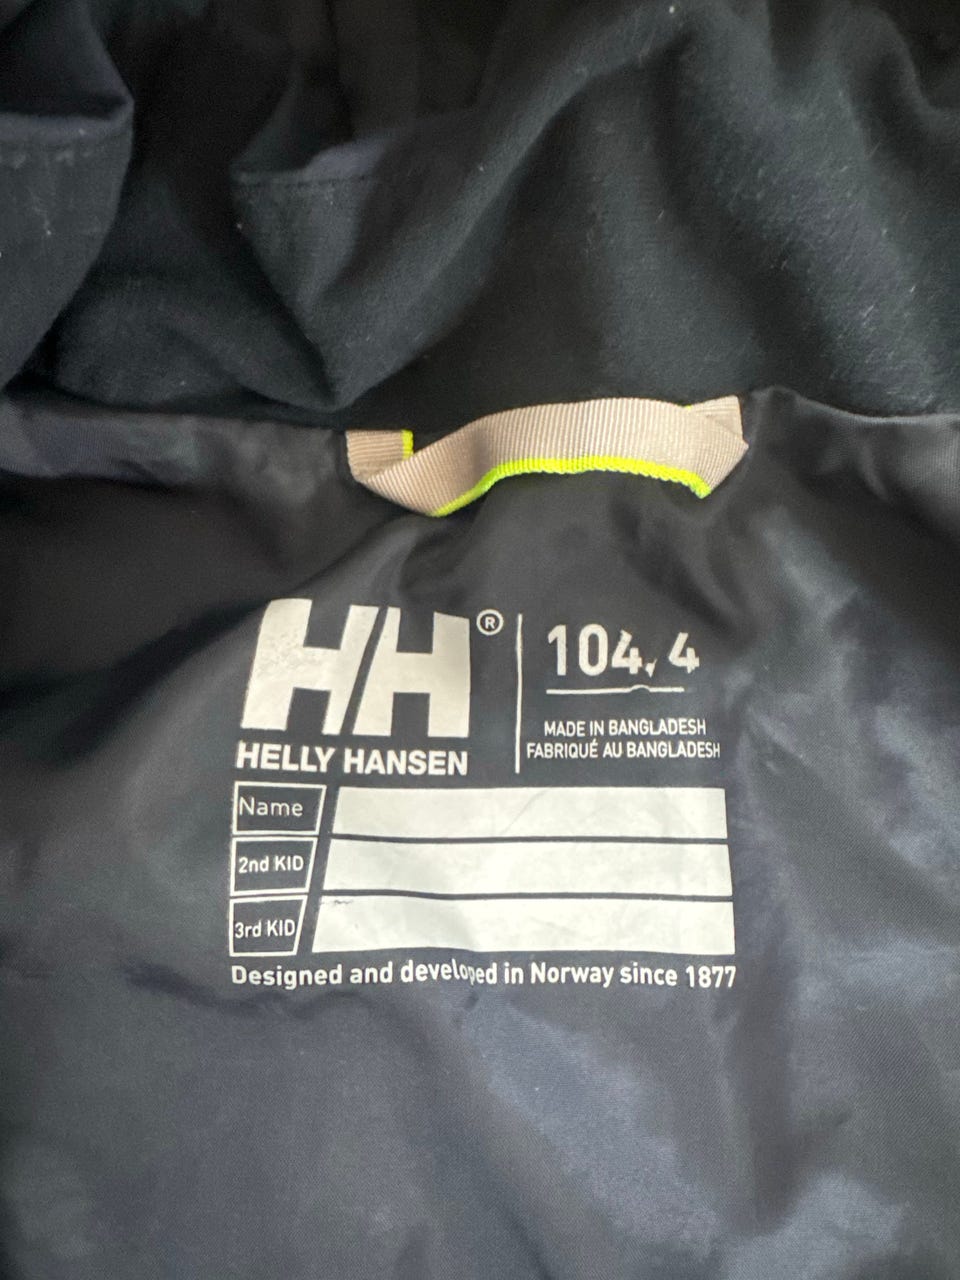 HH®
HELLY HANSEN
104, 4
MADE IN BANGLADESH
FABRIQUÉ AU BANGLADESH
Name
2nd KID
3rd KID
Designed and developed in Norway since 1877